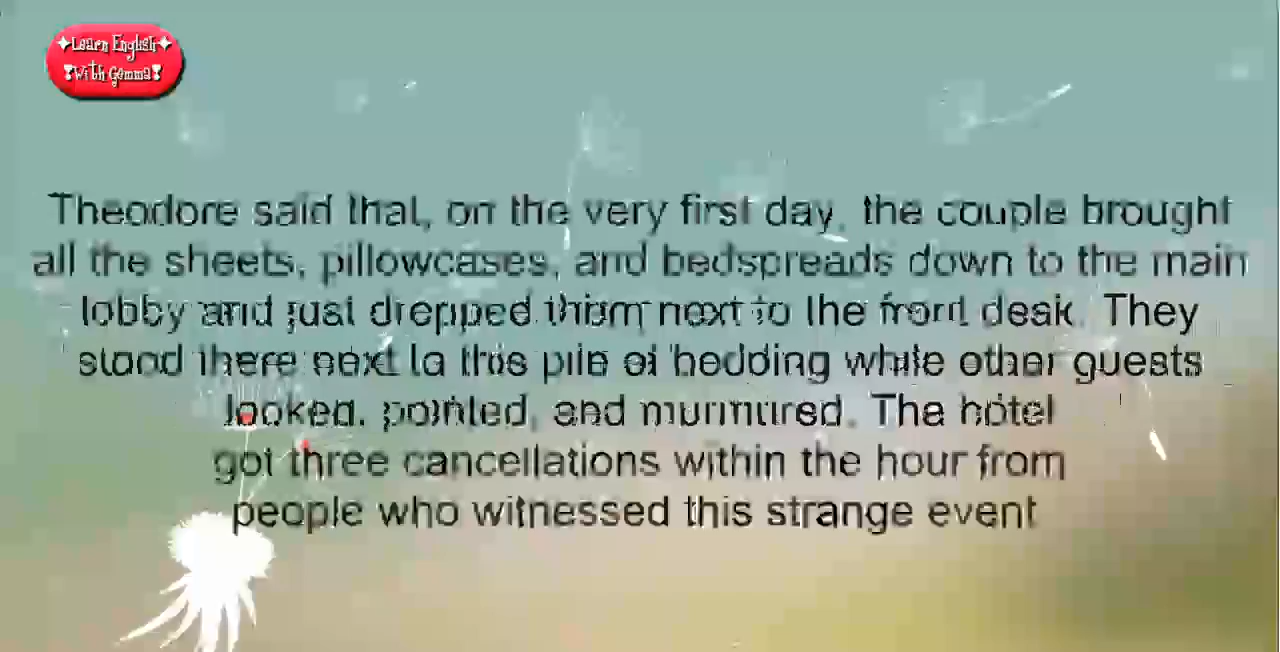 Learn English
With Gemma
Theodore said that, on the very first day, the couple brought
all the sheets, pillowcases, and bedspreads down to the main
lobby and just dropped them next to the front desk. They
stood there next to this pile of bedding while other guests
looked, pointed, and murmured. The hotel
got three cancellations within the hour from
people who witnessed this strange event